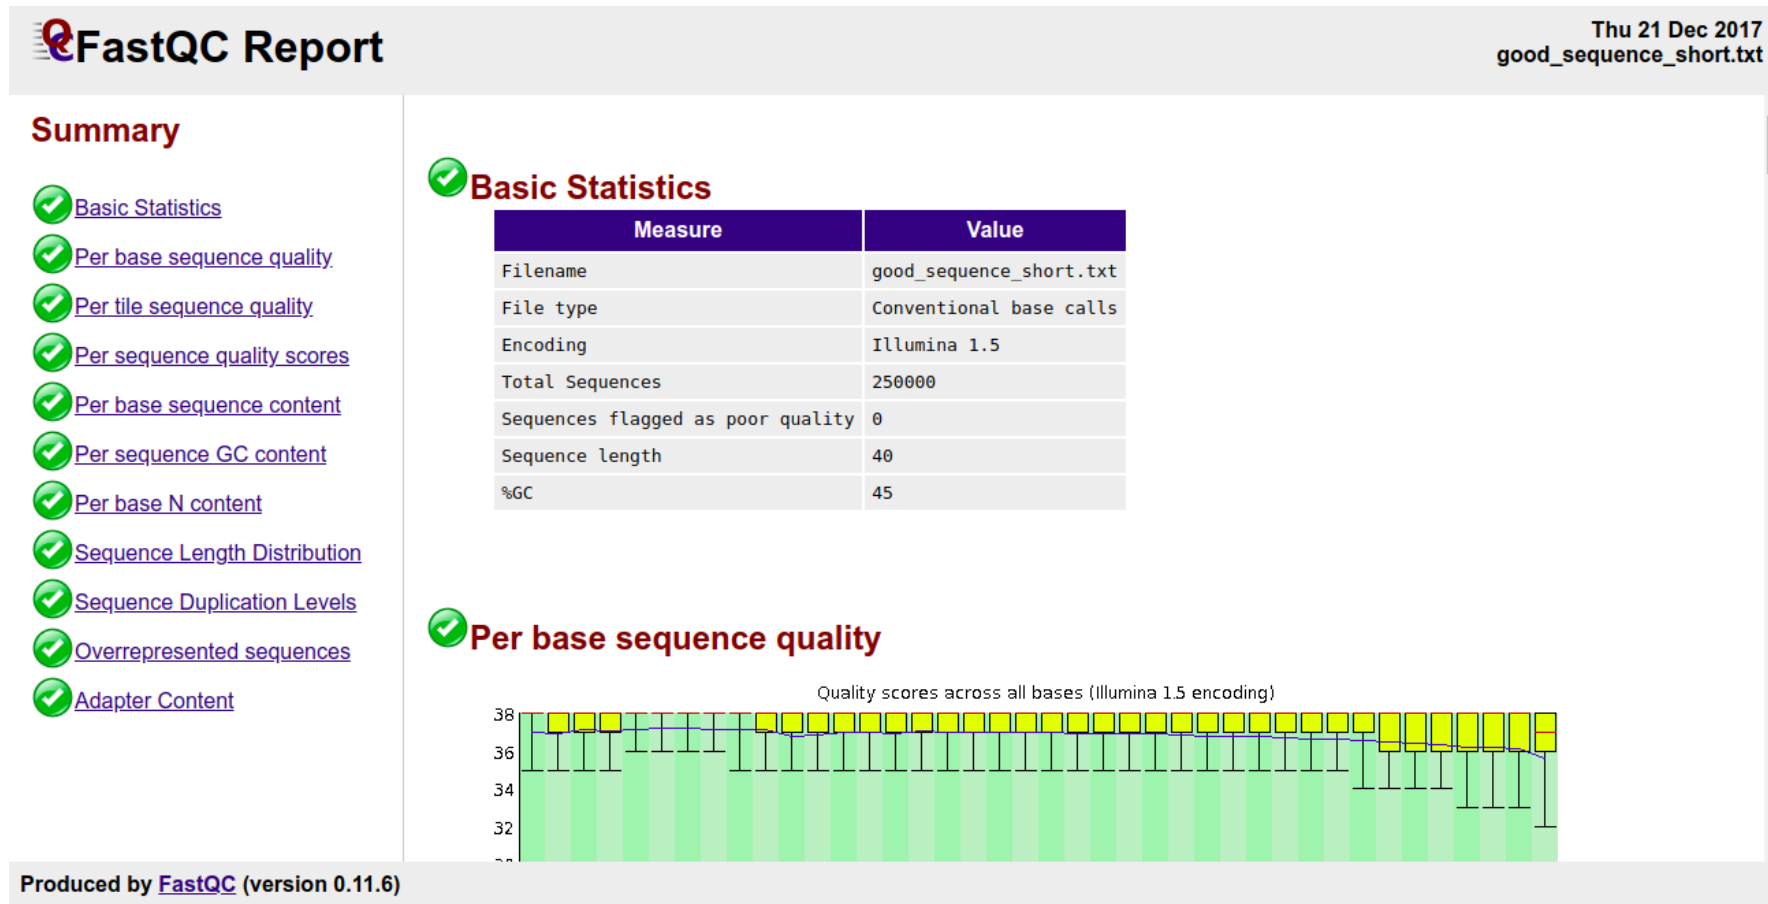 FastQC Report
Thu 21 Dec 2017
good_sequence_short.txt
Summary
Basic Statistics
Per base sequence quality
Per tile sequence quality
Per sequence quality scores
Per base sequence content
Per sequence GC content
Per base N content
Sequence Length Distribution
Sequence Duplication Levels
Overrepresented sequences
Adapter Content
Basic Statistics
Measure Value
Filename good_sequence_short.txt
File type Conventional base calls
Encoding Illumina 1.5
Total Sequences 250000
Sequences flagged as poor quality 0
Sequence length 40
%GC 45
Per base sequence quality
Quality scores across all bases (Illumina 1.5 encoding)
38
36
34
32
Produced by FastQC (version 0.11.6)